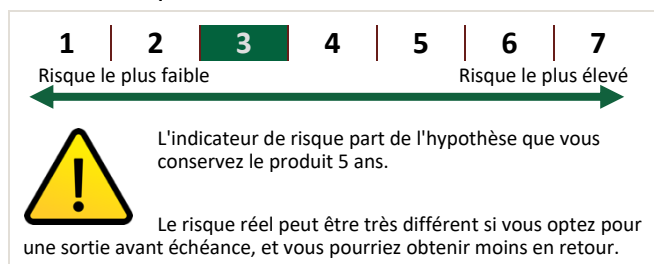 1 2 3 4 5 6 7
Risque le plus faible Risque le plus élevé
L'indicateur de risque part de l'hypothèse que vous
conservez le produit 5 ans.
Le risque réel peut être très différent si vous optez pour
une sortie avant échéance, et vous pourriez obtenir moins en retour.